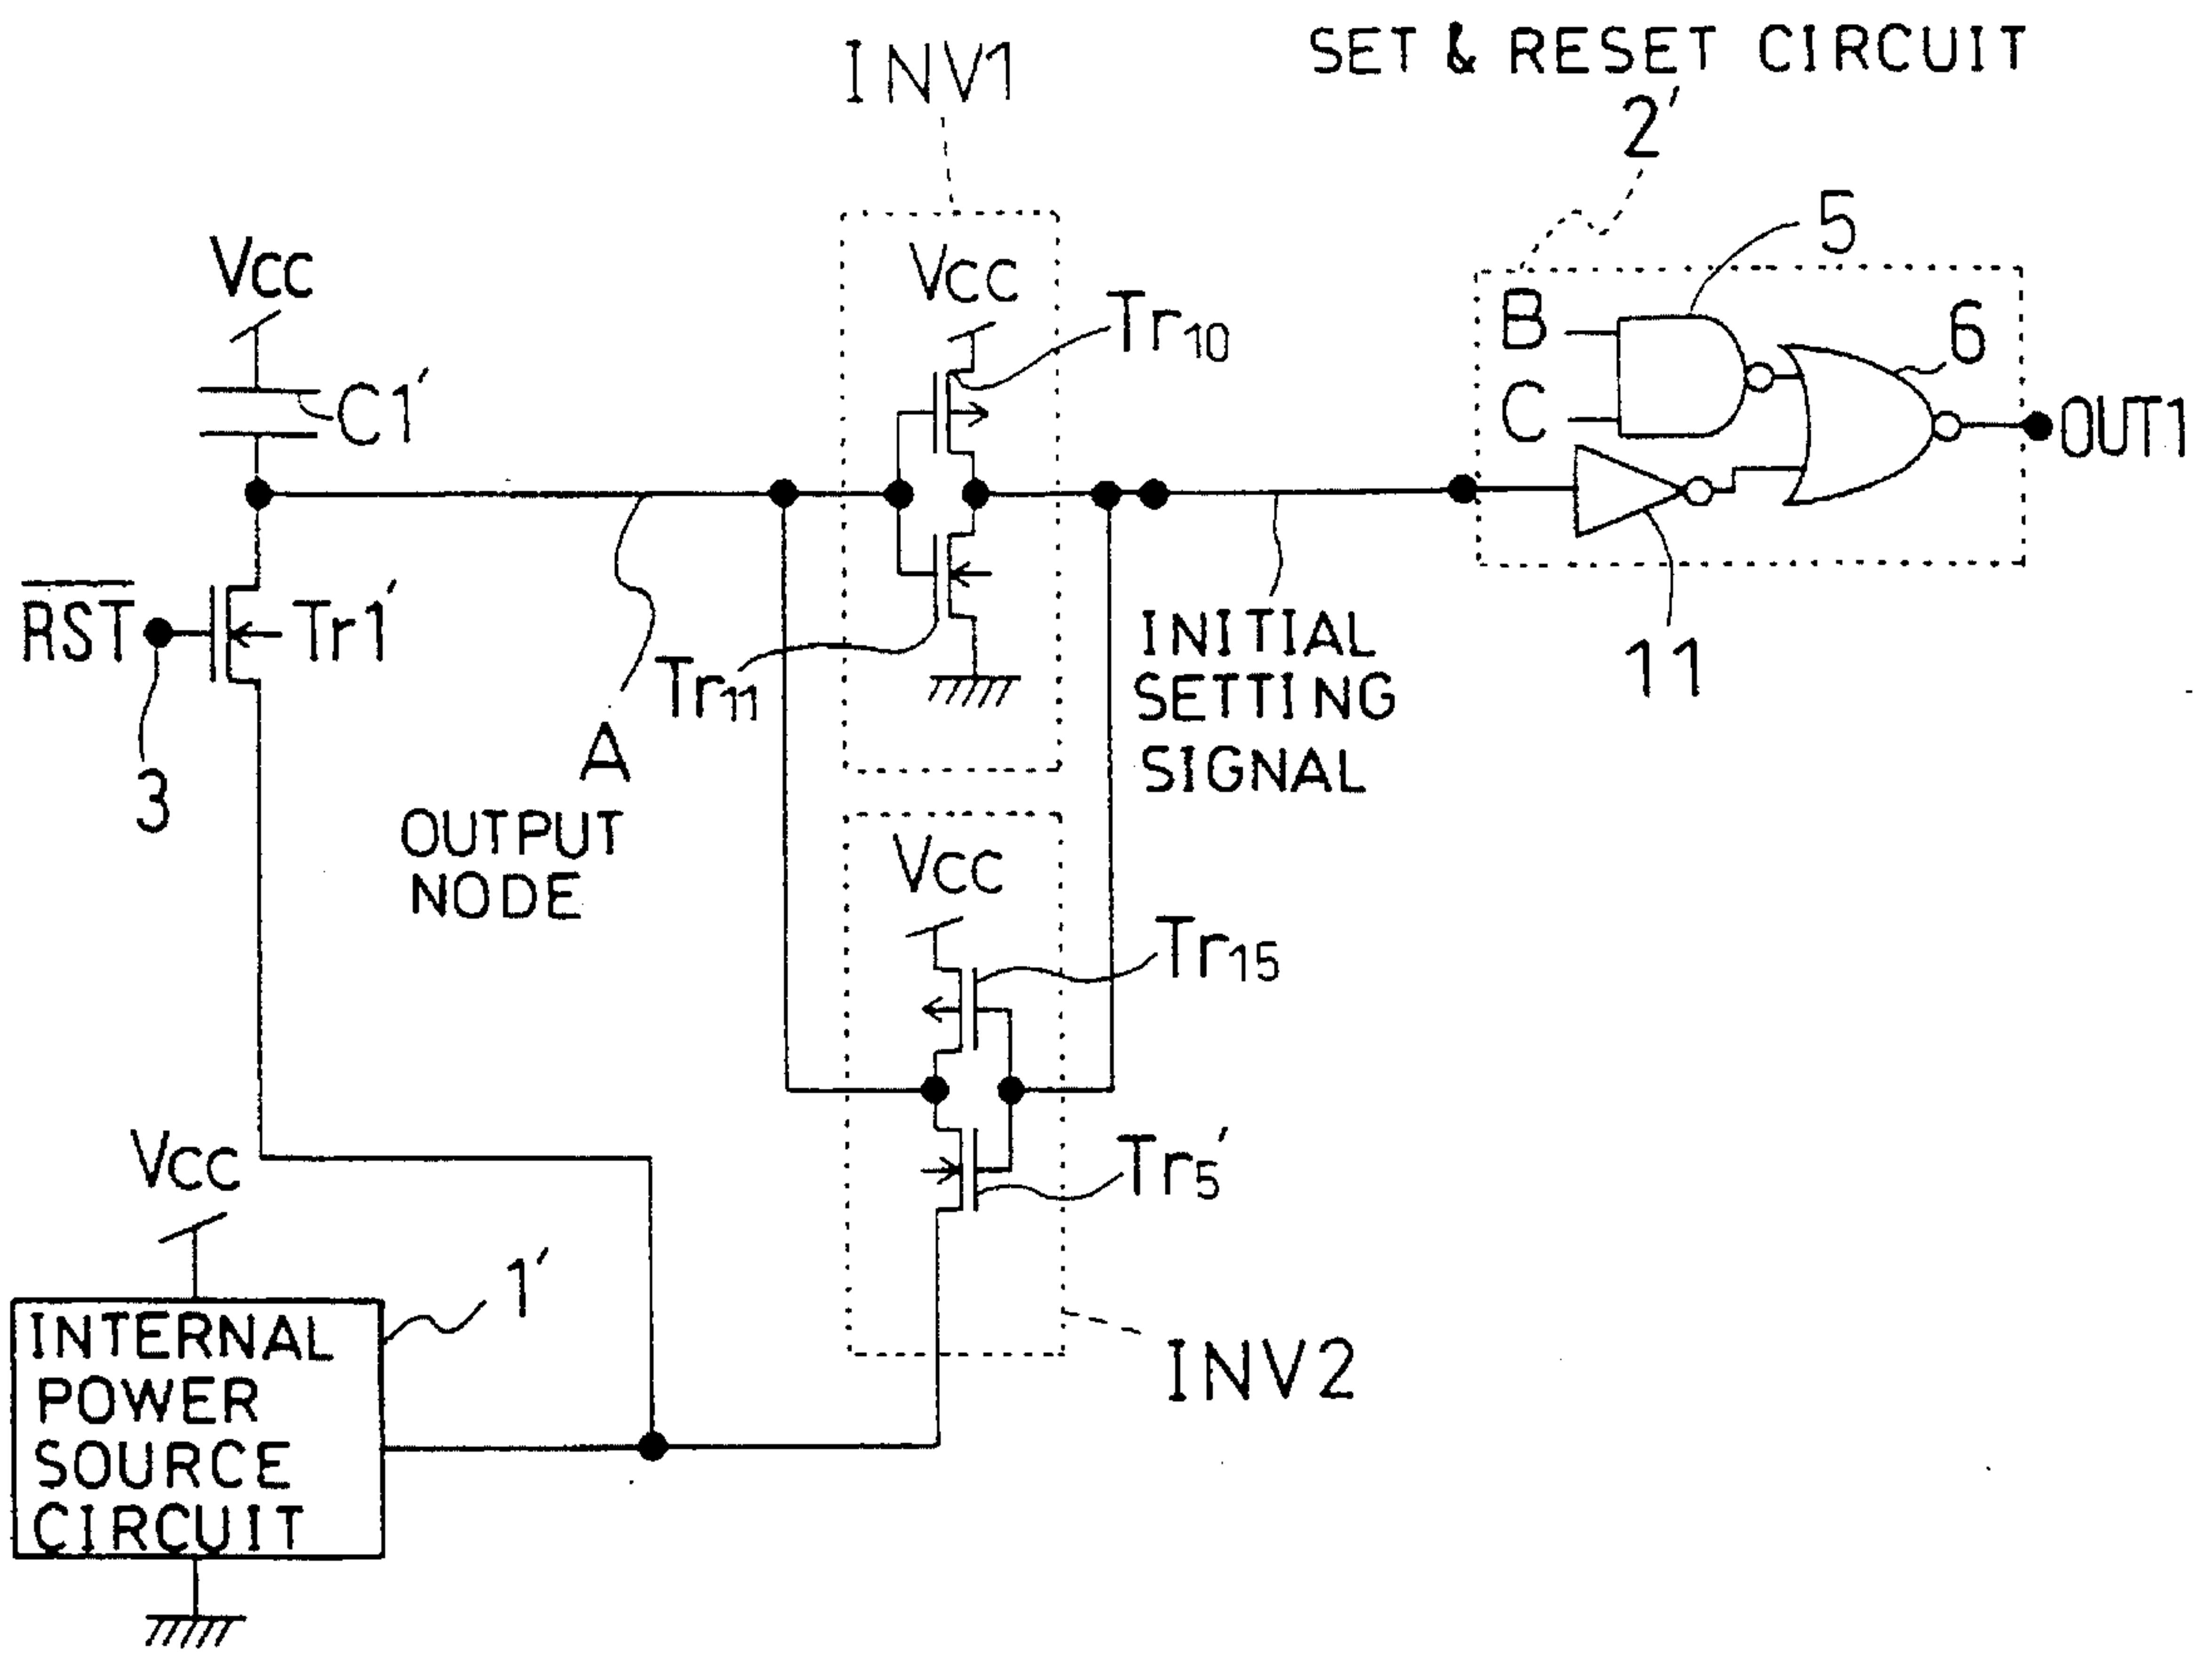 SET & RESET CIRCUIT
2′
INV1
5
Vcc
Vcc
B
6
Tr10
C1′
C
OUT1
RST
Tr1′
INITIAL
SETTING
SIGNAL
11
Tr11
A
3
OUTPUT
NODE
Vcc
Tr15
Vcc
Tr5′
1′
INTERNAL
POWER
SOURCE
CIRCUIT
INV2